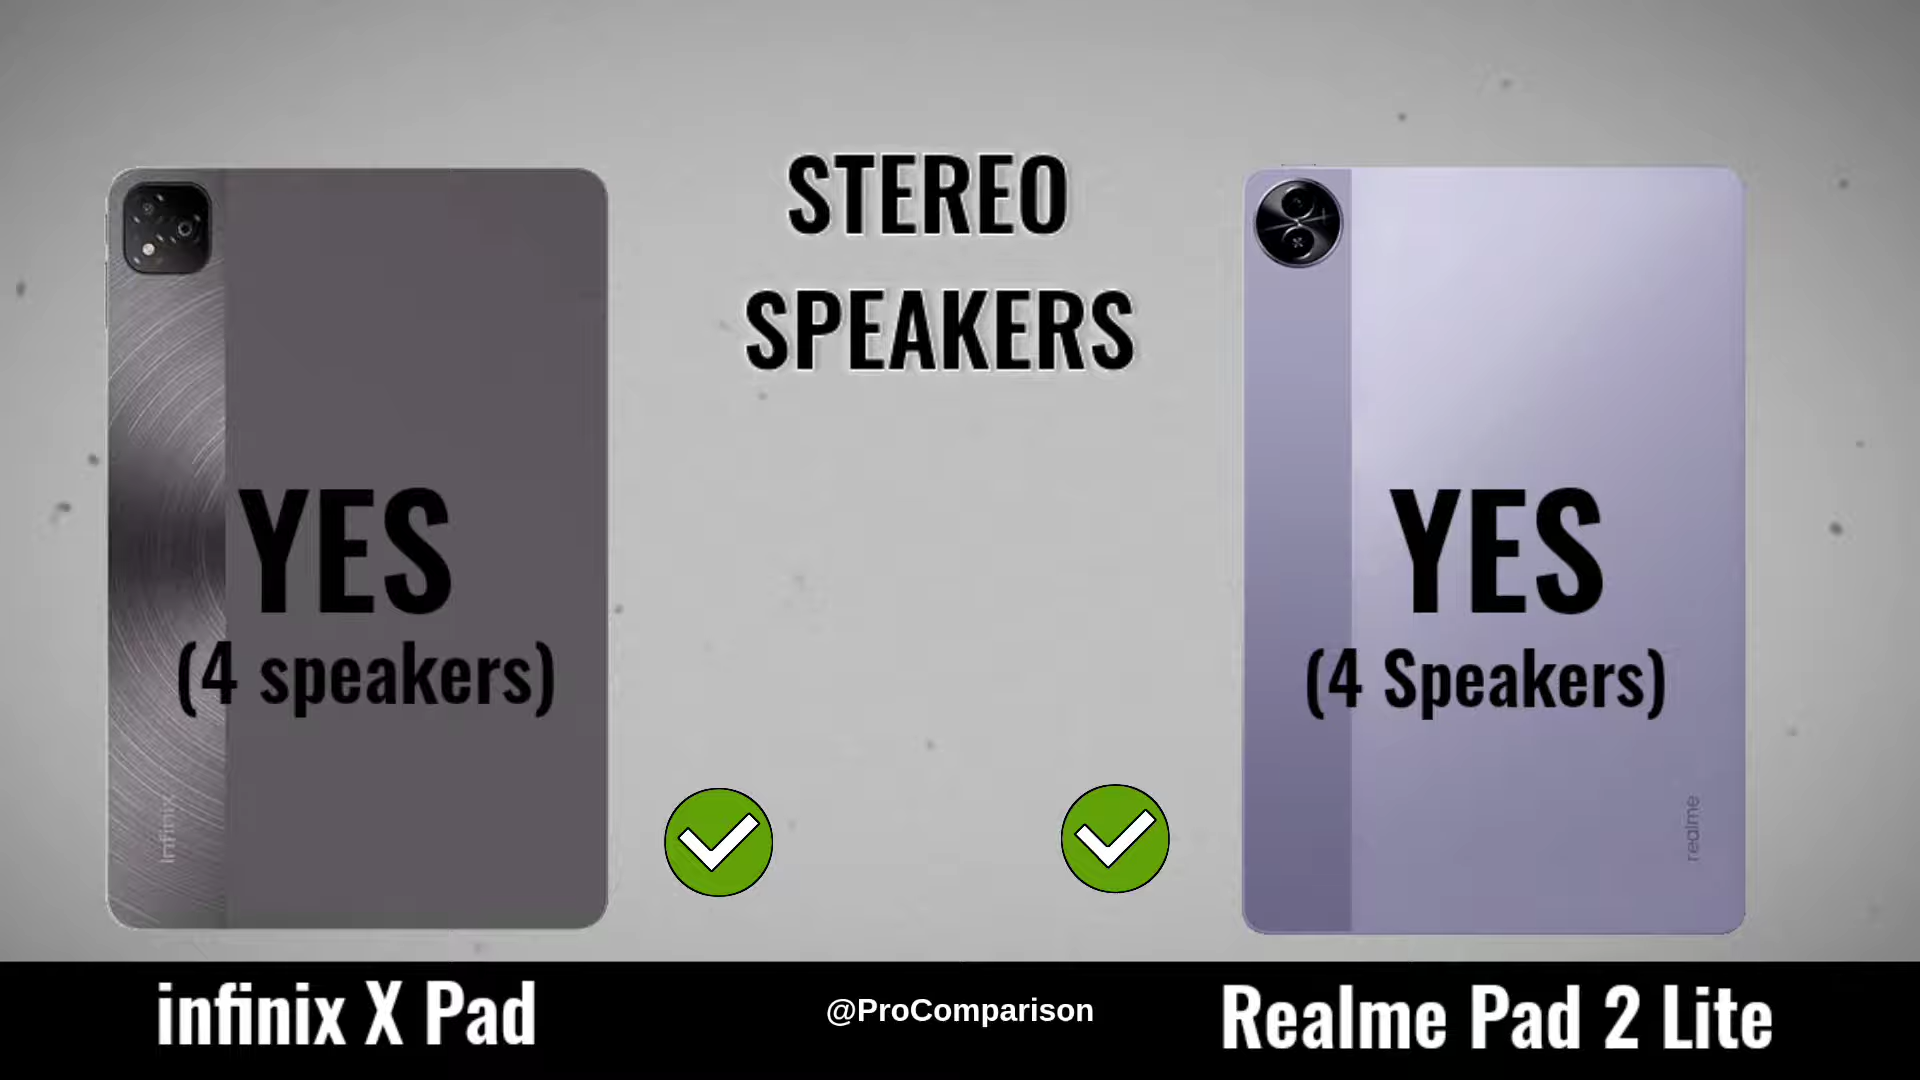 STEREO
SPEAKERS
YES
(4 speakers)
infinix
YES
(4 Speakers)
realme
infinix X Pad
@ProComparison
Realme Pad 2 Lite